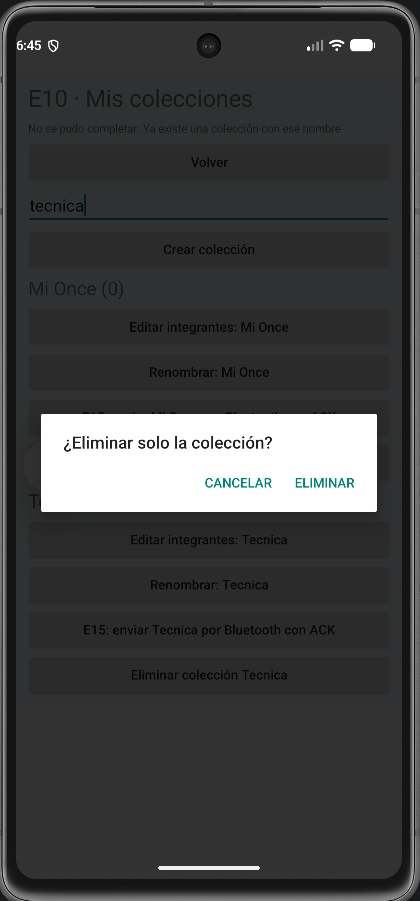 6:45
E10 · Mis colecciones
No se pudo completar: Ya existe una colección con ese nombre
Volver
tecnica
Crear colección
Mi Once (0)
Editar integrantes: Mi Once
Renombrar: Mi Once
¿Eliminar solo la colección?
CANCELAR ELIMINAR
Editar integrantes: Tecnica
Renombrar: Tecnica
E15: enviar Tecnica por Bluetooth con ACK
Eliminar colección Tecnica